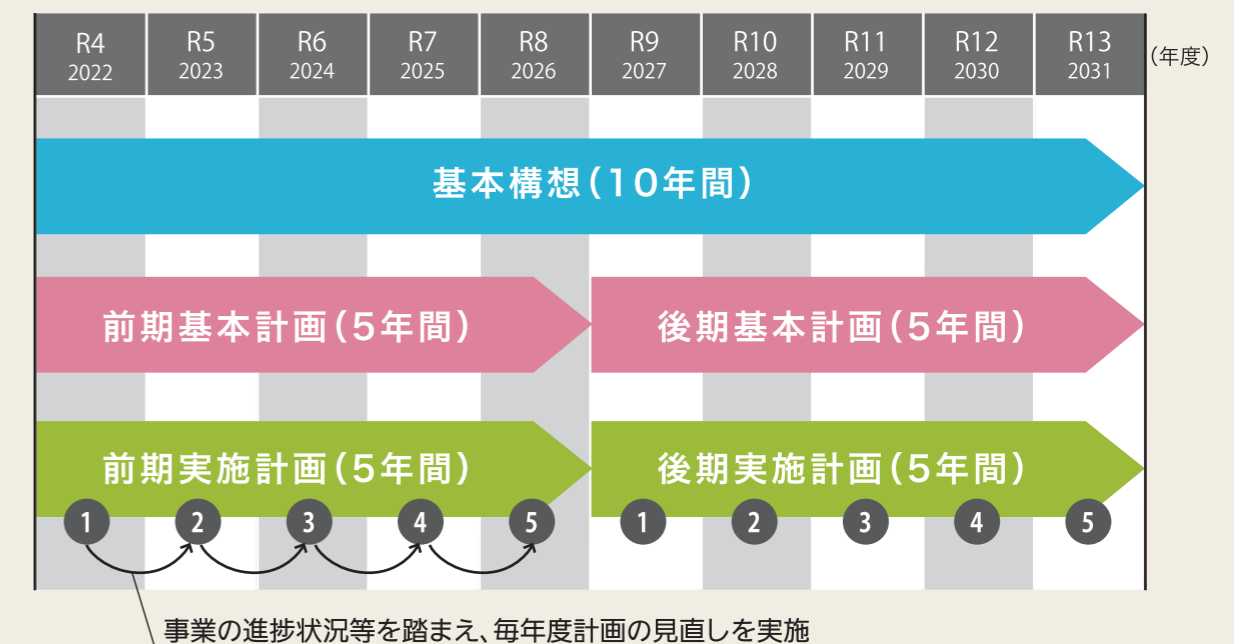 R4 R5 R6 R7 R8 R9 R10 R11 R12 R13
2022 2023 2024 2025 2026 2027 2028 2029 2030 2031
(年度)
基本構想(10年間)
前期基本計画(5年間) 後期基本計画(5年間)
前期実施計画(5年間) 後期実施計画(5年間)
1 2 3 4 5 1 2 3 4 5
事業の進捗状況等を踏まえ、毎年度計画の見直しを実施